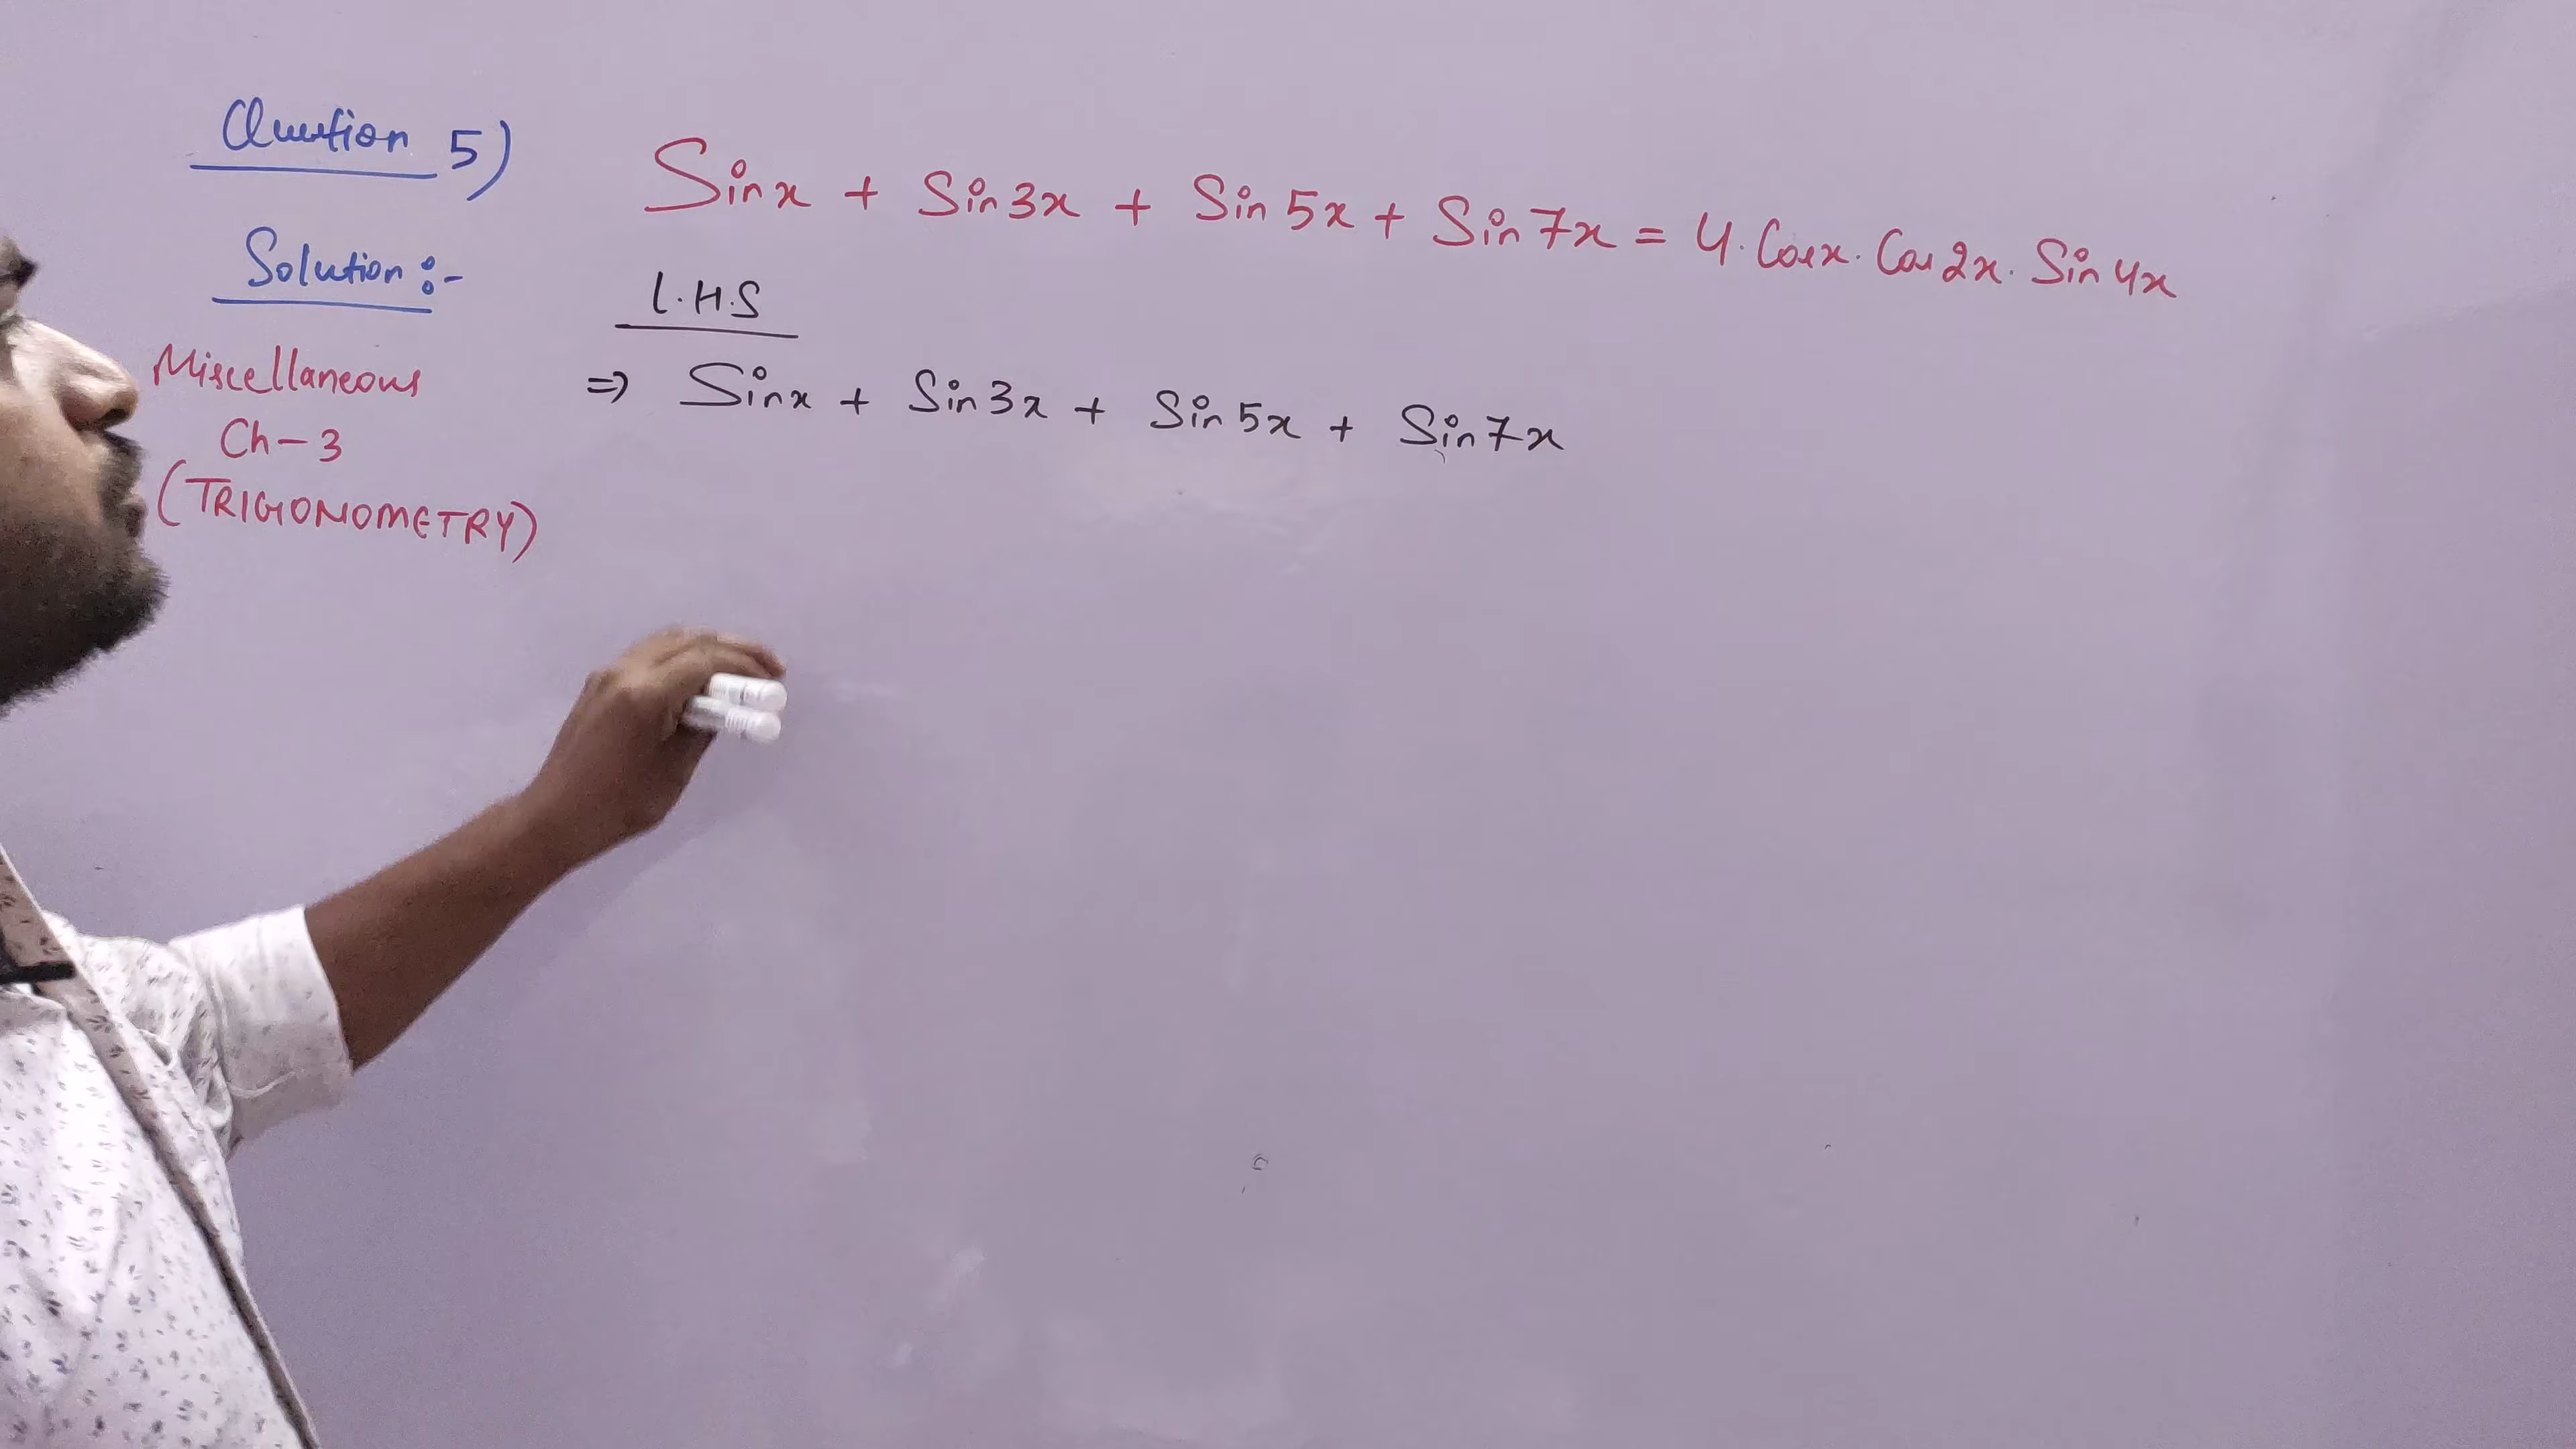 Question 5) Sinx + Sin3x + Sin5x + Sin7x = 4.Cosx.Cos2x.Sin4x
Solution :-
L.H.S
⇒ Sinx + Sin3x + Sin5x + Sin7x
Miscellaneous
Ch-3
(TRIGONOMETRY)